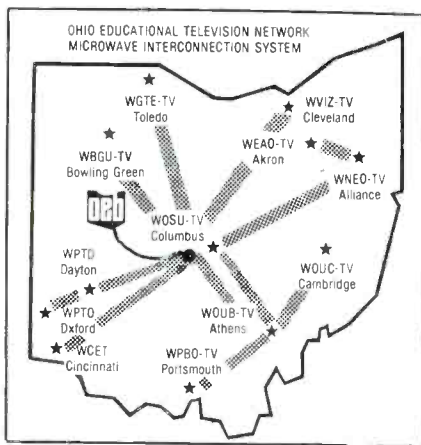 OHIO EDUCATIONAL TELEVISION NETWORK
MICROWAVE INTERCONNECTION SYSTEM
WGTE-TV
Toledo
WVIZ-TV
Cleveland
WEAO-TV
Akron
WBGU-TV
Bowling Green
WNEO-TV
Alliance
WOSU-TV
Columbus
WPTD
Dayton
WOUC-TV
Cambridge
WPTO
Oxford
WOUB-TV
Athens
WCET
Cincinnati
WPBO-TV
Portsmouth